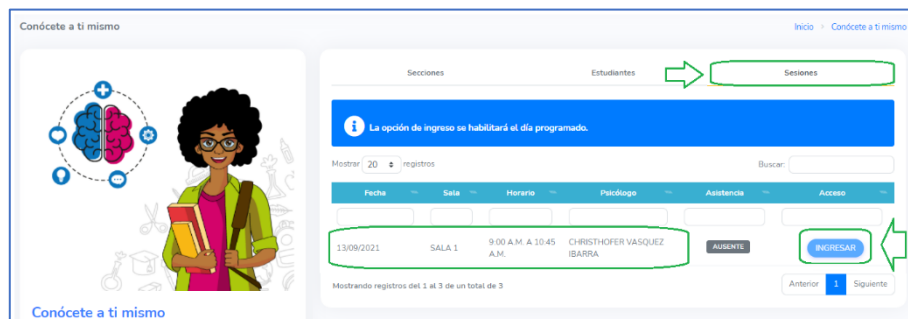 Conócete a ti mismo
Inicio > Conócete a ti mismo
Secciones Estudiantes Sesiones
La opción de ingreso se habilitará el día programado.
Mostrar 20 registros Buscar:
Fecha Sala Horario Psicólogo Asistencia Acceso
13/09/2021 SALA 1 9:00 A.M. A 10:45 A.M. CHRISTHOFER VASQUEZ IBARRA AUSENTE INGRESAR
Mostrando registros del 1 al 3 de un total de 3
Anterior 1 Siguiente
Conócete a ti mismo